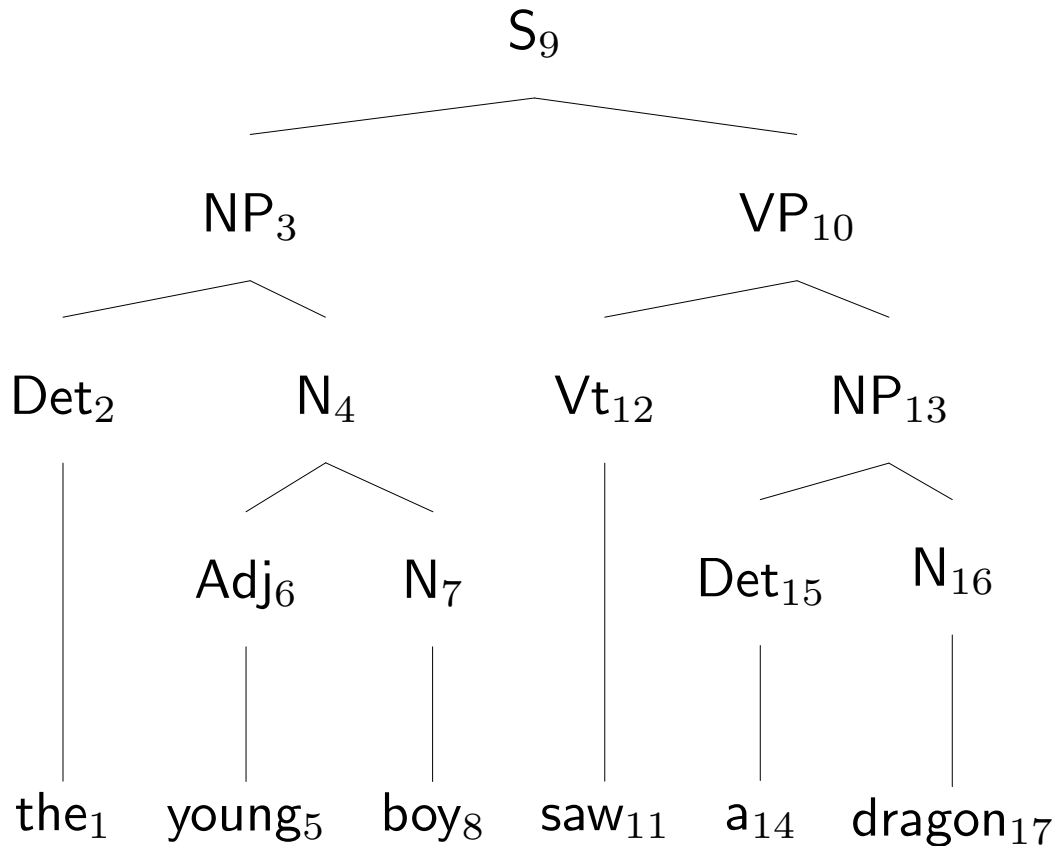 S₉
NP₃ VP₁₀
Det₂ N₄ Vt₁₂ NP₁₃
Adj₆ N₇ Det₁₅ N₁₆
the₁ young₅ boy₈ saw₁₁ a₁₄ dragon₁₇